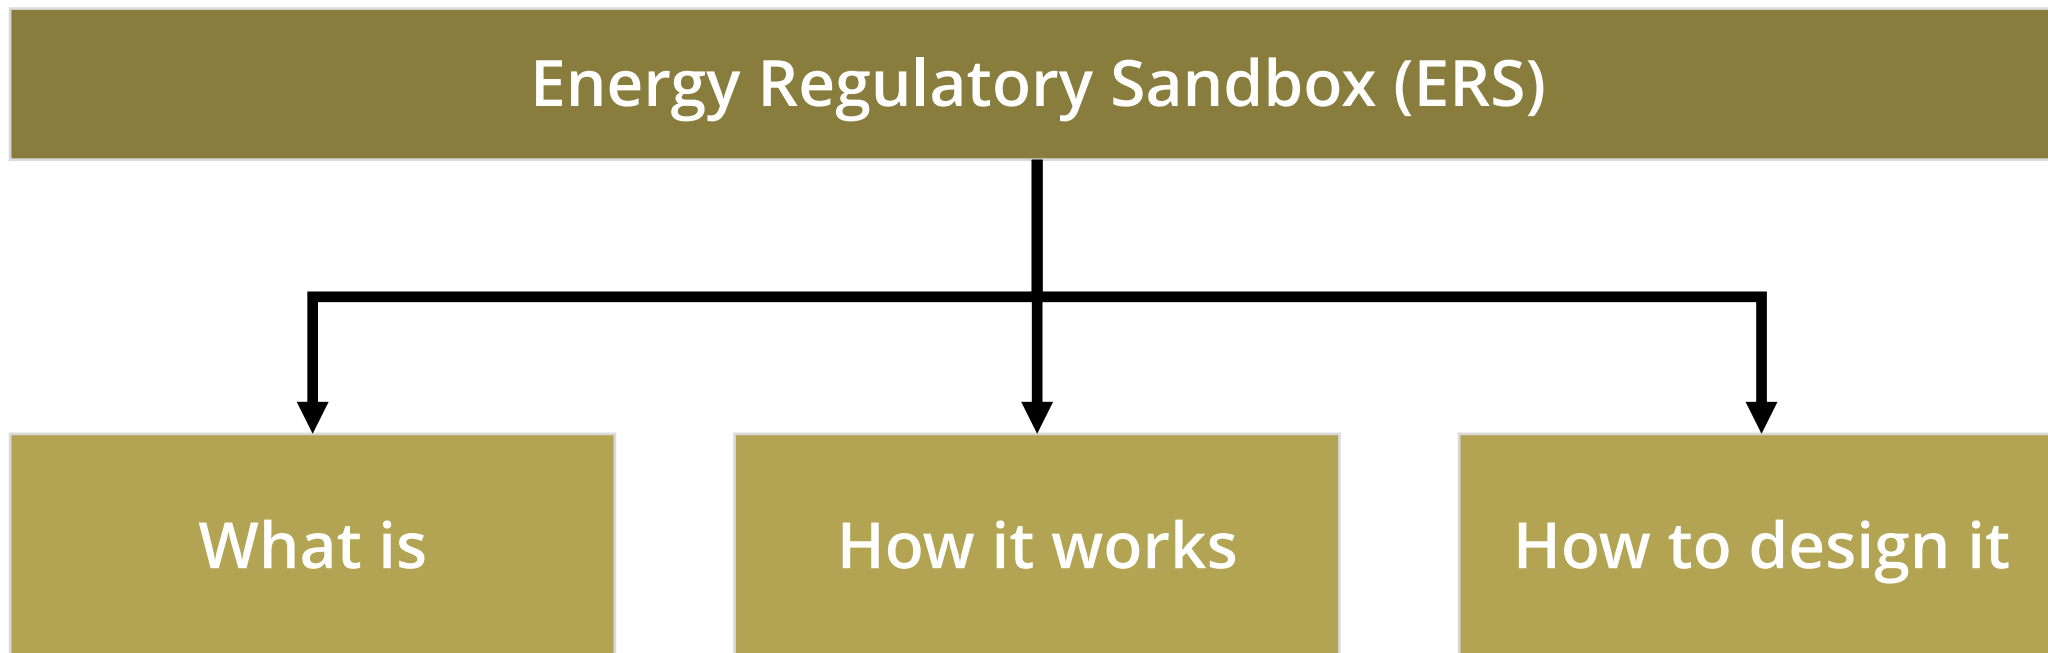 Energy Regulatory Sandbox (ERS)
What is
How it works
How to design it